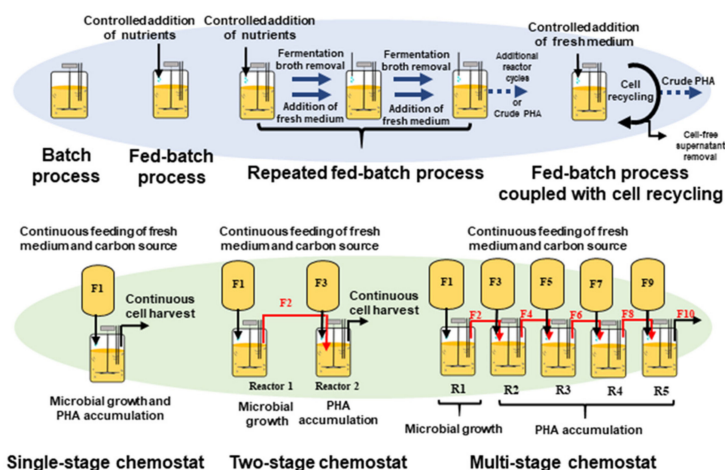 Controlled addition
of nutrients
Controlled addition
of nutrients
Fermentation
broth removal
Addition of
fresh medium
Fermentation
broth removal
Addition of
fresh medium
Additional
reactor
cycles
or
Crude PHA
Controlled addition
of fresh medium
Cell
recycling
Crude PHA
Cell-free
supernatant
removal
Batch
process
Fed-batch
process
Repeated fed-batch process
Fed-batch process
coupled with cell recycling
Continuous feeding of fresh
medium and carbon source
F1
Continuous
cell harvest
Microbial growth and
PHA accumulation
Single-stage chemostat
Continuous feeding of fresh
medium and carbon source
F1
F2
F3
Continuous
cell harvest
Reactor 1
Reactor 2
Microbial
growth
PHA
accumulation
Two-stage chemostat
Continuous feeding of fresh
medium and carbon source
F1
F2
F3
F4
F5
F6
F7
F8
F9
F10
R1
R2
R3
R4
R5
Microbial growth
PHA accumulation
Multi-stage chemostat